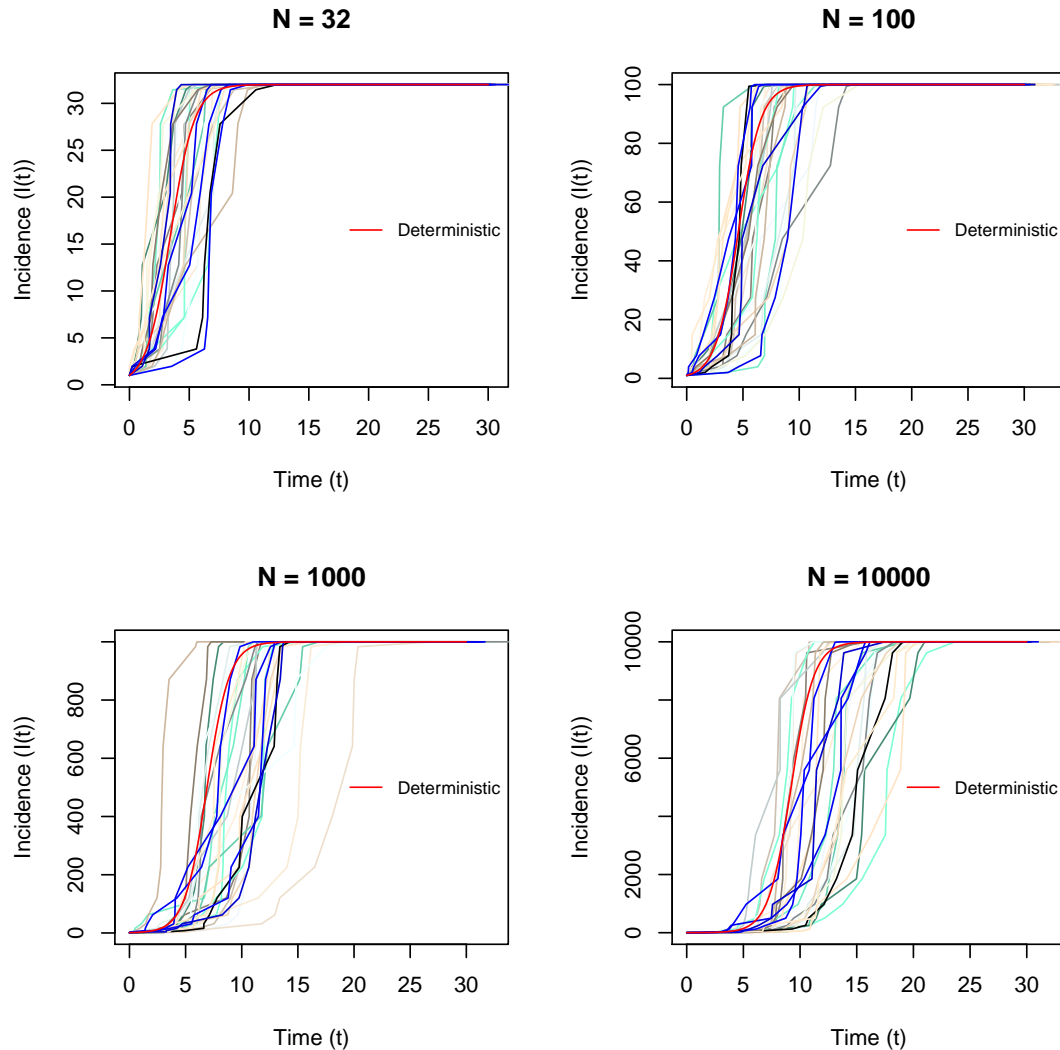 N = 32
Incidence (I(t))
0 5 10 15 20 25 30
Deterministic
0 5 10 15 20 25 30
Time (t)
N = 100
Incidence (I(t))
0 20 40 60 80 100
Deterministic
0 5 10 15 20 25 30
Time (t)
N = 1000
Incidence (I(t))
0 200 400 600 800
Deterministic
0 5 10 15 20 25 30
Time (t)
N = 10000
Incidence (I(t))
0 2000 6000 10000
Deterministic
0 5 10 15 20 25 30
Time (t)